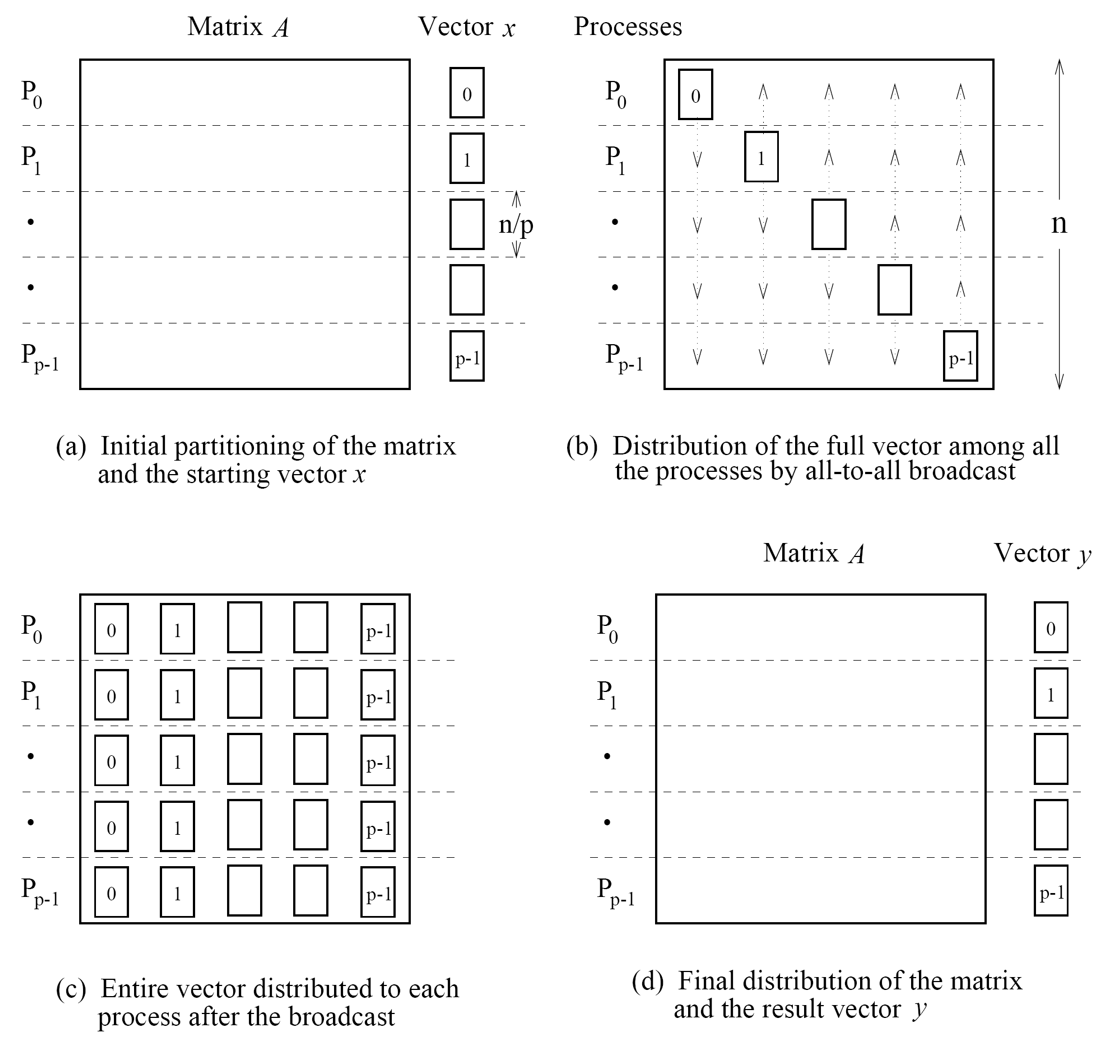 Matrix A Vector x Processes
P0 0 P0 0
P1 1 P1 1
• n/p • n
• •
Pp-1 p-1 Pp-1 p-1
(a) Initial partitioning of the matrix
and the starting vector x
(b) Distribution of the full vector among all
the processes by all-to-all broadcast
Matrix A Vector y
P0 0 1 p-1 P0 0
P1 0 1 p-1 P1 1
• 0 1 p-1 •
• 0 1 p-1 •
Pp-1 0 1 p-1 Pp-1 p-1
(c) Entire vector distributed to each
process after the broadcast
(d) Final distribution of the matrix
and the result vector y